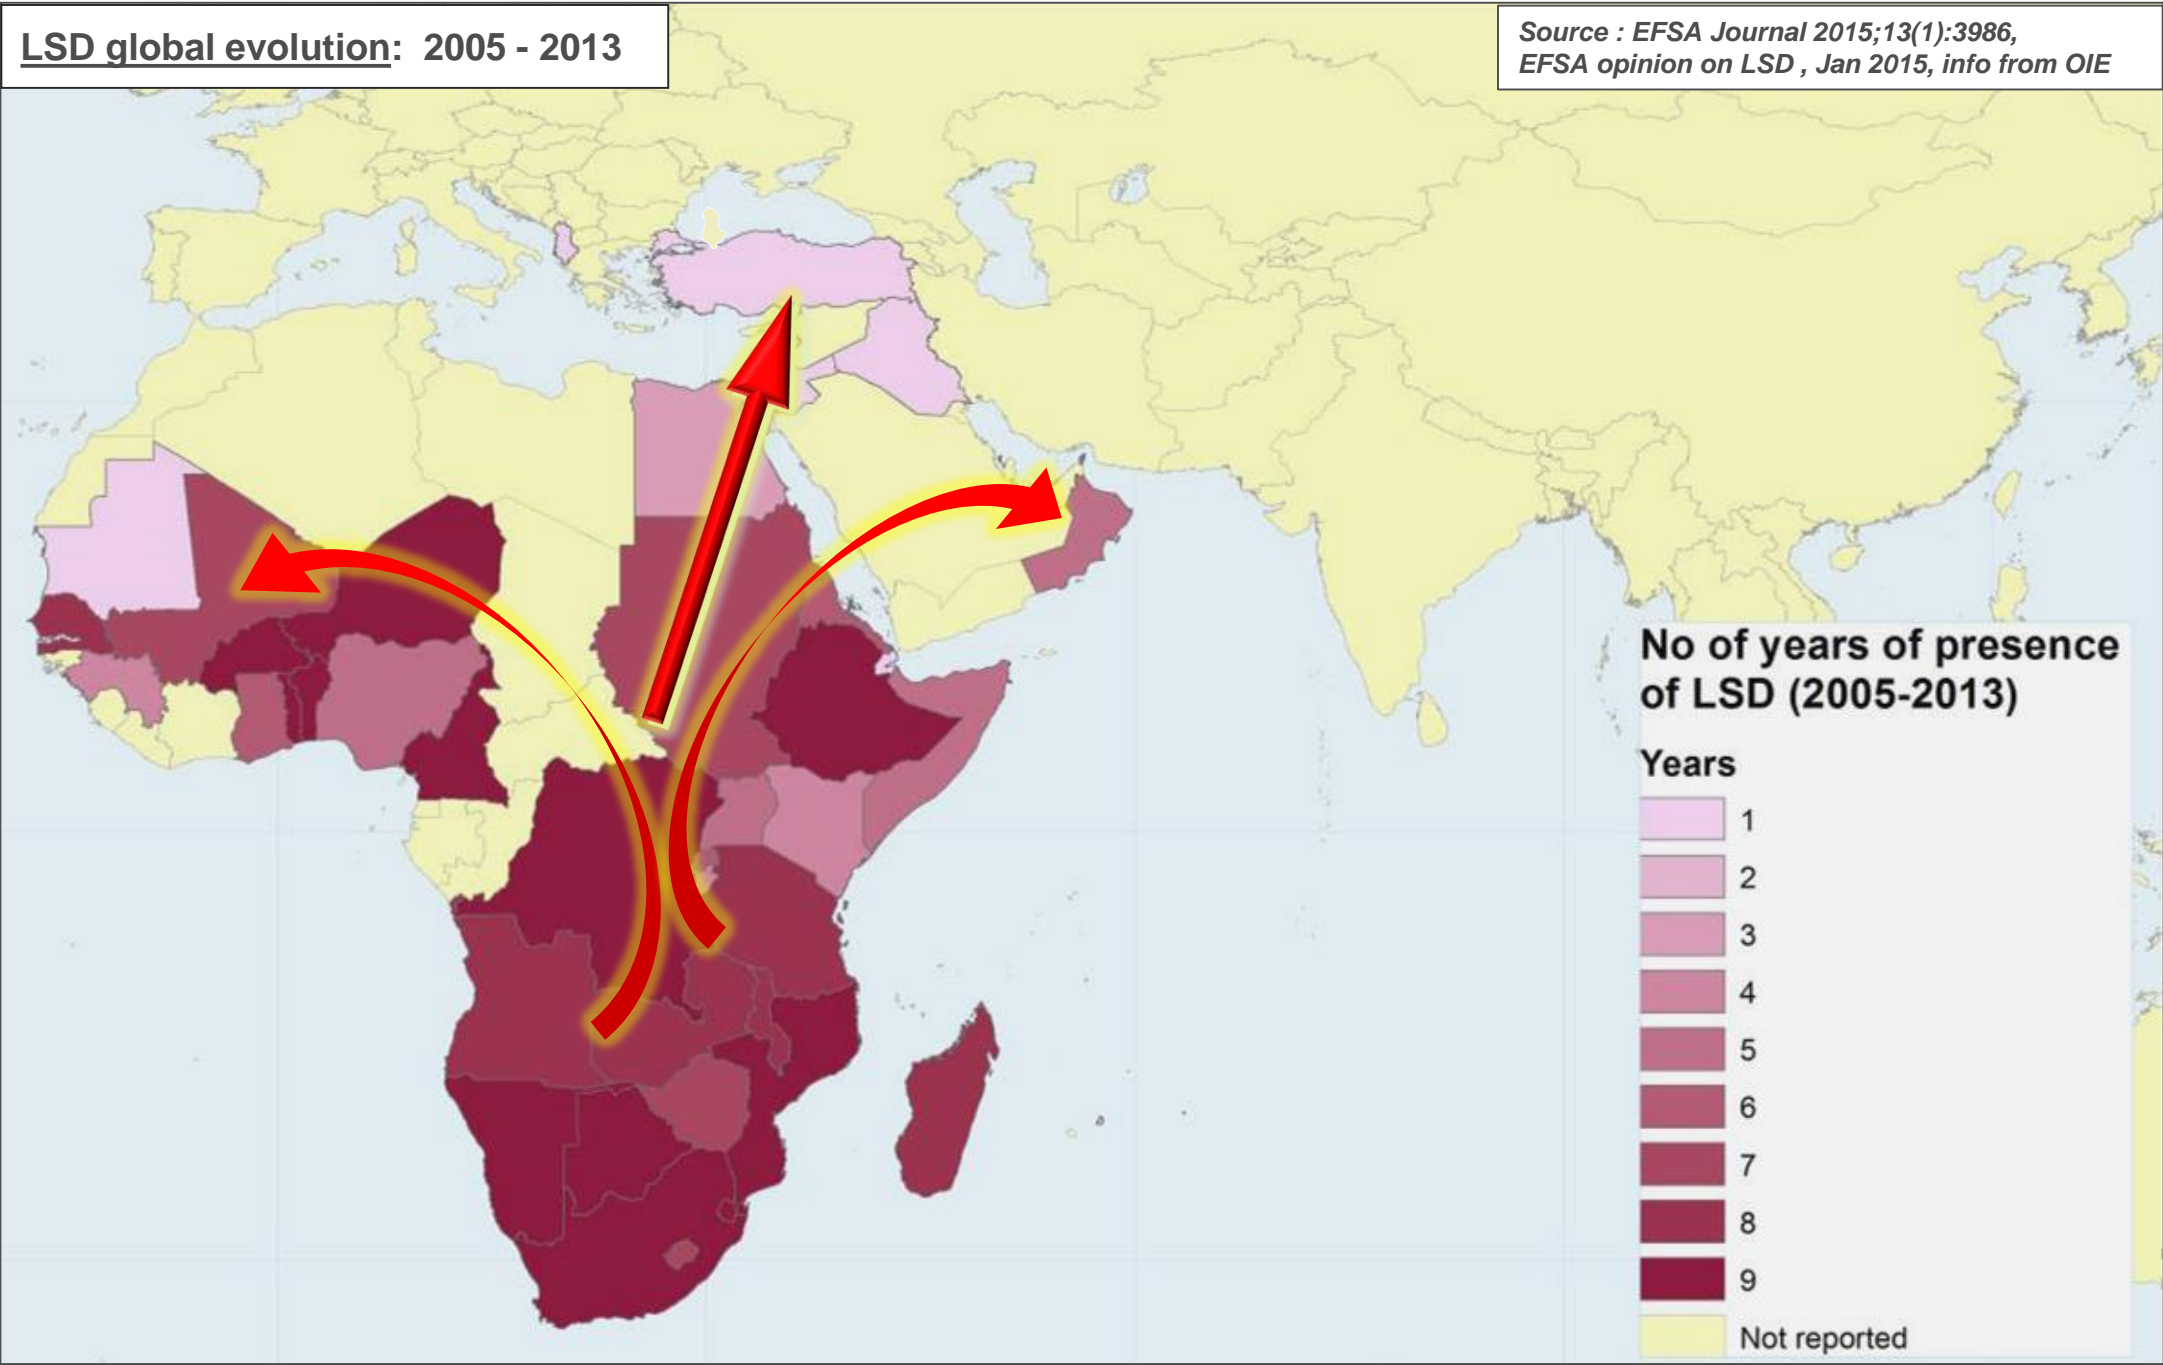 LSD global evolution: 2005 - 2013
Source : EFSA Journal 2015;13(1):3986,
EFSA opinion on LSD , Jan 2015, info from OIE
No of years of presence
of LSD (2005-2013)
Years
1
2
3
4
5
6
7
8
9
Not reported